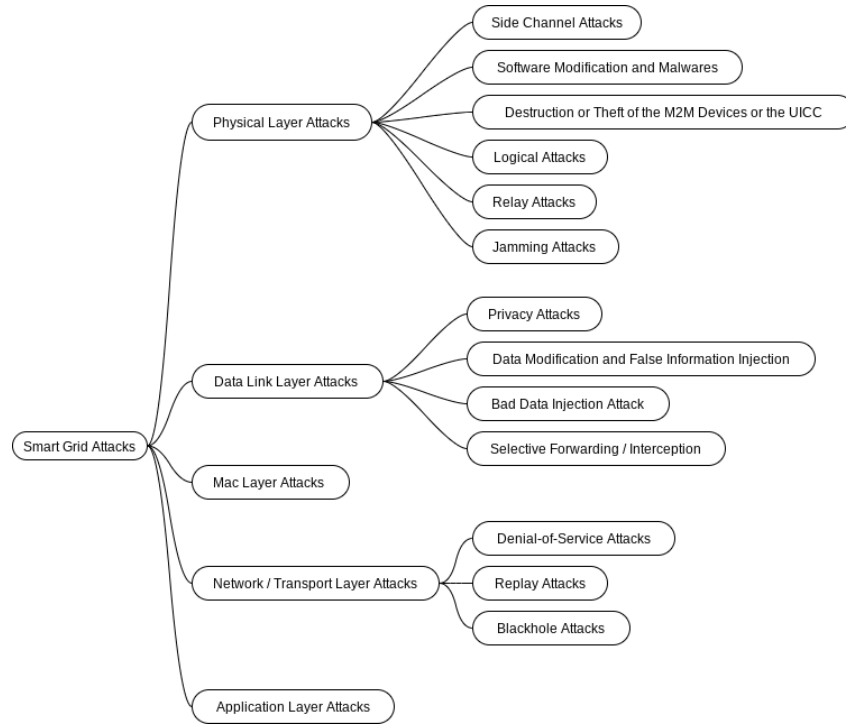 Side Channel Attacks
Software Modification and Malwares
Physical Layer Attacks
Destruction or Theft of the M2M Devices or the UICC
Logical Attacks
Relay Attacks
Jamming Attacks
Privacy Attacks
Data Modification and False Information Injection
Data Link Layer Attacks
Bad Data Injection Attack
Selective Forwarding / Interception
Smart Grid Attacks
Mac Layer Attacks
Denial-of-Service Attacks
Network / Transport Layer Attacks
Replay Attacks
Blackhole Attacks
Application Layer Attacks